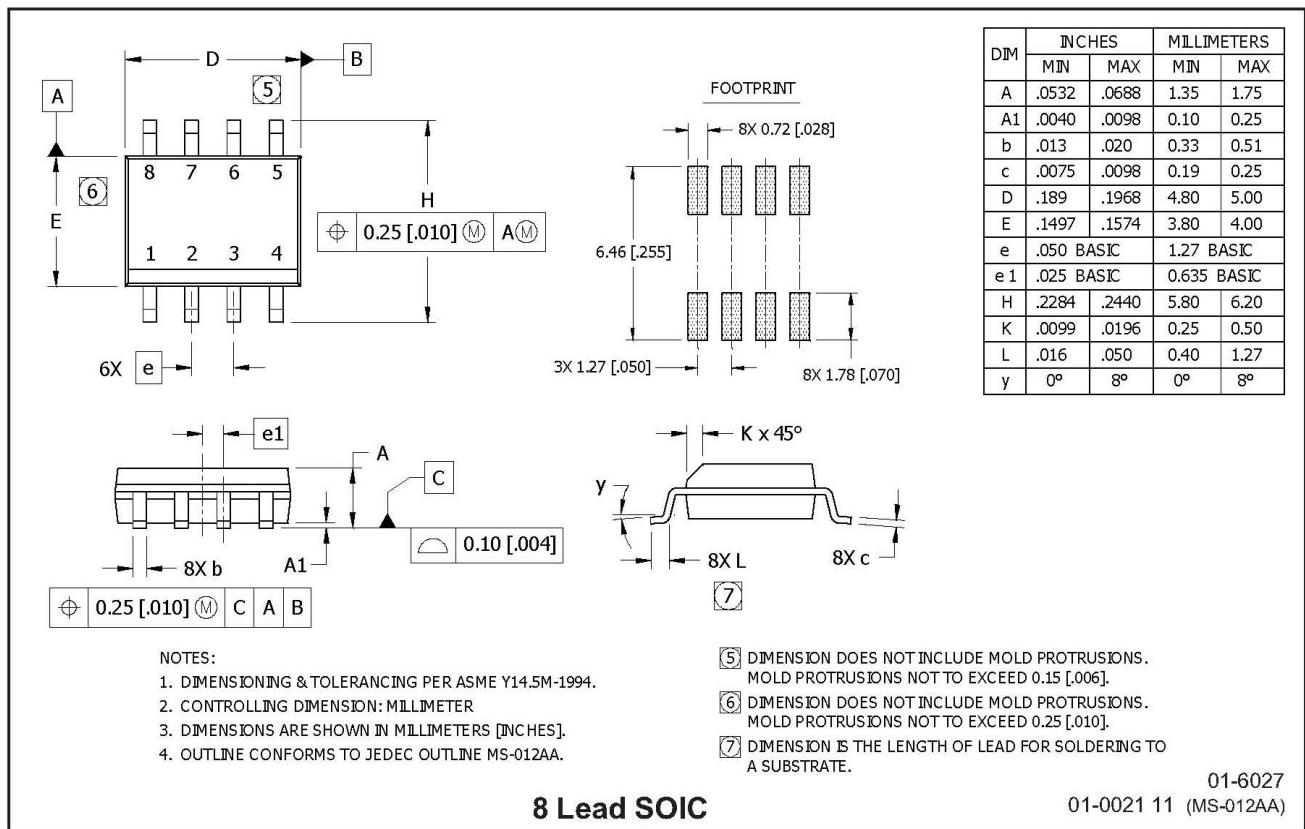 D
B
5
A
8 7 6 5
6
E
H
⌖ 0.25 [.010] Ⓜ AⓂ
1 2 3 4
6X e
FOOTPRINT
8X 0.72 [.028]
6.46 [.255]
3X 1.27 [.050]
8X 1.78 [.070]
DIM INCHES MILLIMETERS
MIN MAX MIN MAX
A .0532 .0688 1.35 1.75
A1 .0040 .0098 0.10 0.25
b .013 .020 0.33 0.51
c .0075 .0098 0.19 0.25
D .189 .1968 4.80 5.00
E .1497 .1574 3.80 4.00
e .050 BASIC 1.27 BASIC
e1 .025 BASIC 0.635 BASIC
H .2284 .2440 5.80 6.20
K .0099 .0196 0.25 0.50
L .016 .050 0.40 1.27
y 0° 8° 0° 8°
e1
A
C
0.10 [.004]
A1
8X b
⌖ 0.25 [.010] Ⓜ C A B
K x 45°
y
8X L
8X c
7
NOTES:
1. DIMENSIONING & TOLERANCING PER ASME Y14.5M-1994.
2. CONTROLLING DIMENSION: MILLIMETER
3. DIMENSIONS ARE SHOWN IN MILLIMETERS [INCHES].
4. OUTLINE CONFORMS TO JEDEC OUTLINE MS-012AA.
5 DIMENSION DOES NOT INCLUDE MOLD PROTRUSIONS.
MOLD PROTRUSIONS NOT TO EXCEED 0.15 [.006].
6 DIMENSION DOES NOT INCLUDE MOLD PROTRUSIONS.
MOLD PROTRUSIONS NOT TO EXCEED 0.25 [.010].
7 DIMENSION IS THE LENGTH OF LEAD FOR SOLDERING TO
A SUBSTRATE.
8 Lead SOIC
01-6027
01-0021 11 (MS-012AA)